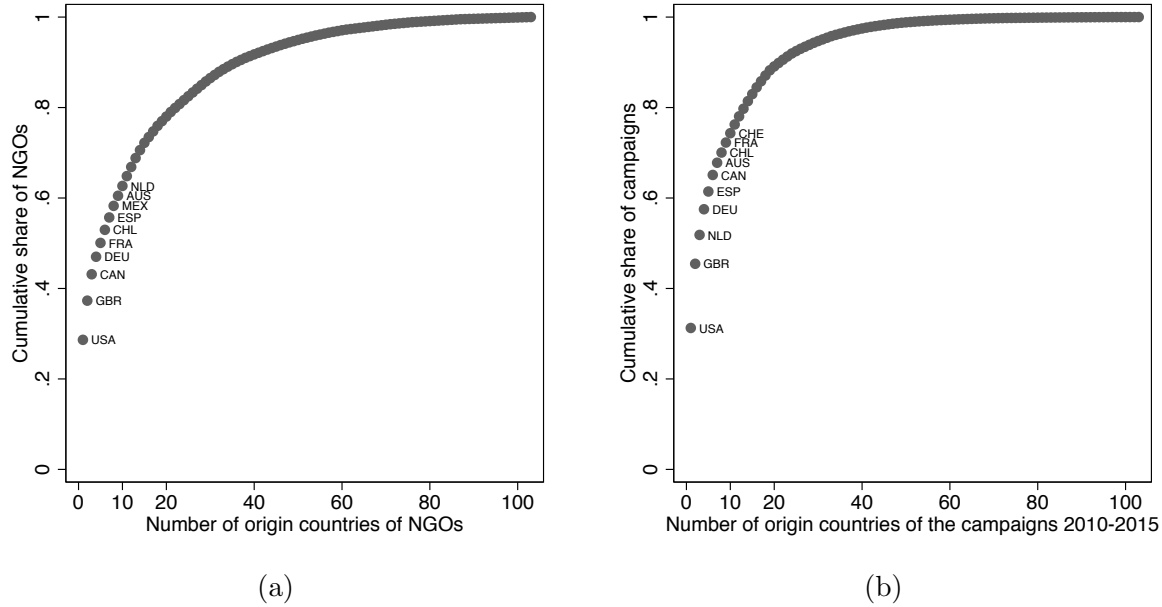 Cumulative share of NGOs
1
.8
.6
.4
.2
0
NLD
AUS
MEX
ESP
CHL
FRA
DEU
CAN
GBR
USA
0 10 20 40 60 80 100
Number of origin countries of NGOs
(a)
Cumulative share of campaigns
1
.8
.6
.4
.2
0
CHE
FRA
CHL
AUS
CAN
ESP
DEU
NLD
GBR
USA
0 10 20 40 60 80 100
Number of origin countries of the campaigns 2010-2015
(b)